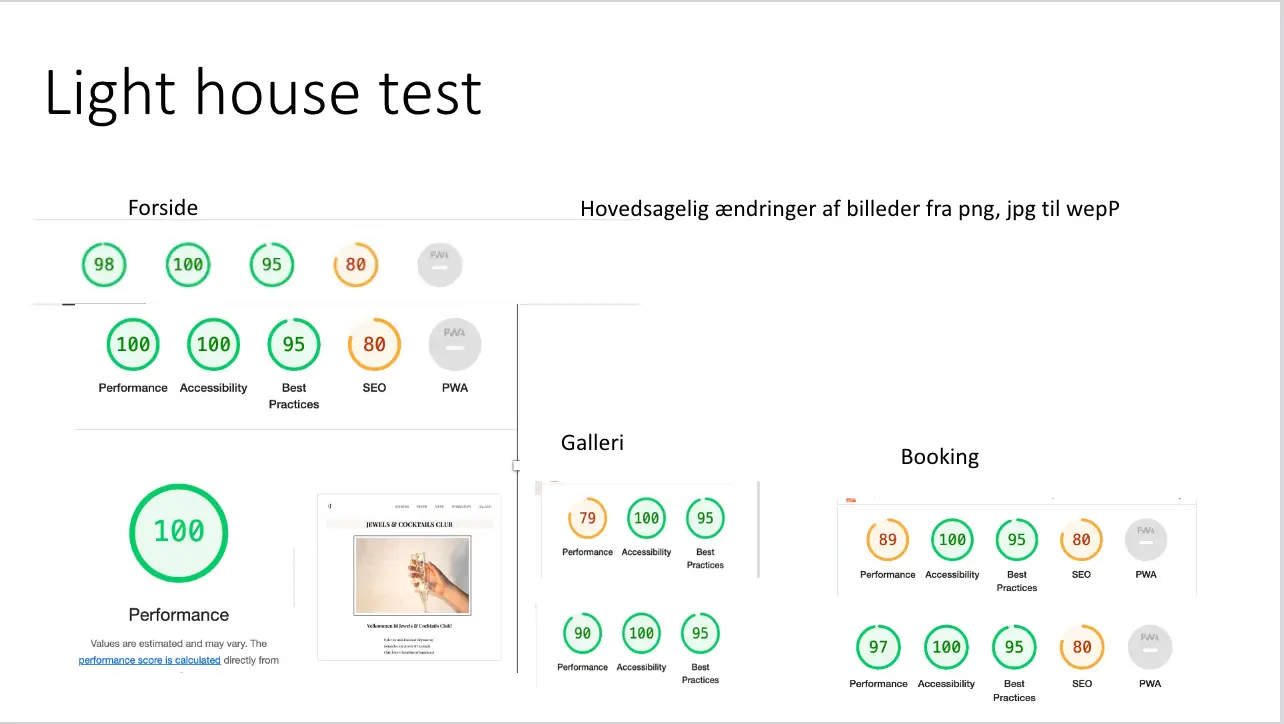 Light house test
Forside
Hovedsagelig ændringer af billeder fra png, jpg til wepP
98 100 95 80 PWA
100 100 95 80 PWA
Performance Accessibility Best Practices SEO PWA
100
Performance
Values are estimated and may vary. The
performance score is calculated directly from
JEWELS & COCKTAILS CLUB
Velkommen til Jewels & Cocktails Club!
Galleri
79 100 95
Performance Accessibility Best Practices
90 100 95
Performance Accessibility Best Practices
Booking
89 100 95 80 PWA
Performance Accessibility Best Practices SEO PWA
97 100 95 80 PWA
Performance Accessibility Best Practices SEO PWA